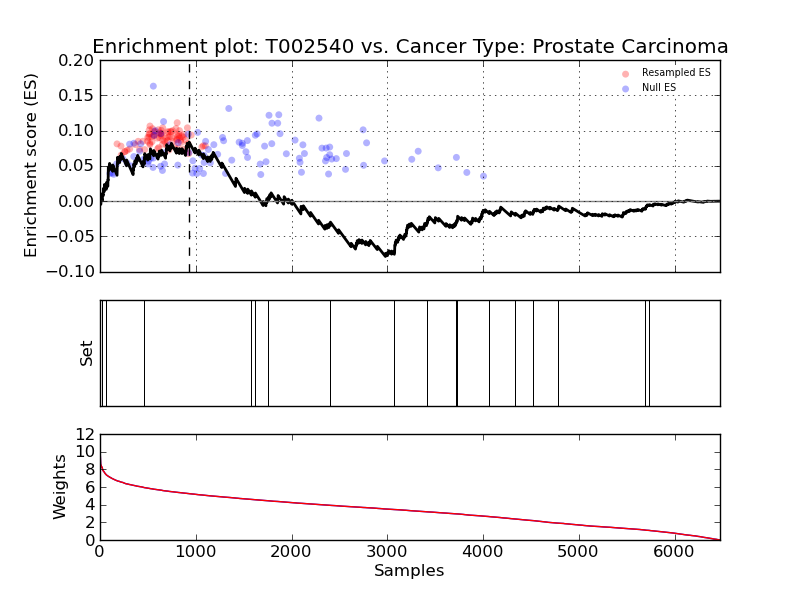 Enrichment plot: T002540 vs. Cancer Type: Prostate Carcinoma
Enrichment score (ES)
0.20
0.15
0.10
0.05
0.00
−0.05
−0.10
Resampled ES
Null ES
Set
Weights
12
10
8
6
4
2
0
0 1000 2000 3000 4000 5000 6000
Samples